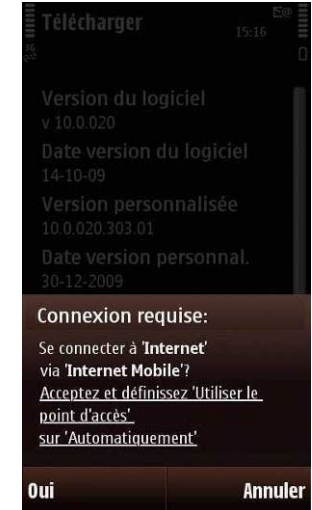 Télécharger
15:16
3G
Version du logiciel
v 10.0.020
Date version du logiciel
14-10-09
Version personnalisée
10.0.020.303.01
Date version personnal.
30-12-2009
Connexion requise:
Se connecter à 'Internet'
via 'Internet Mobile'?
Acceptez et définissez 'Utiliser le
point d'accès'
sur 'Automatiquement'
Oui
Annuler